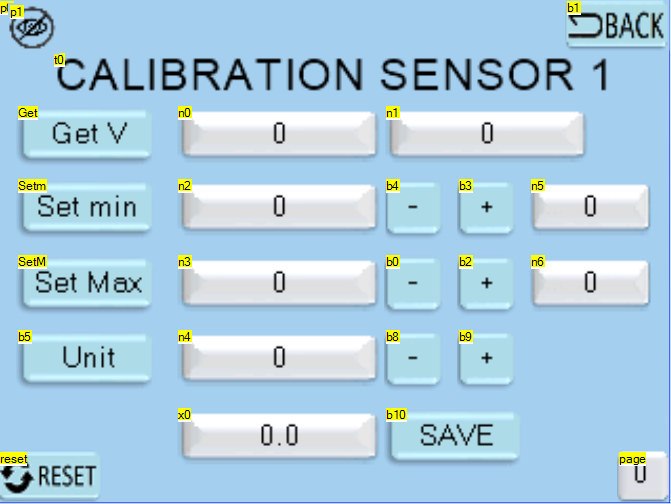 p1 b1
BACK
t0
CALIBRATION SENSOR 1
Get n0 n1
Get V 0 0
Setm n2 b4 b3 n5
Set min 0 - + 0
SetM n3 b0 b2 n6
Set Max 0 - + 0
b5 n4 b8 b9
Unit 0 - +
x0 b10
0.0 SAVE
reset page
RESET 0